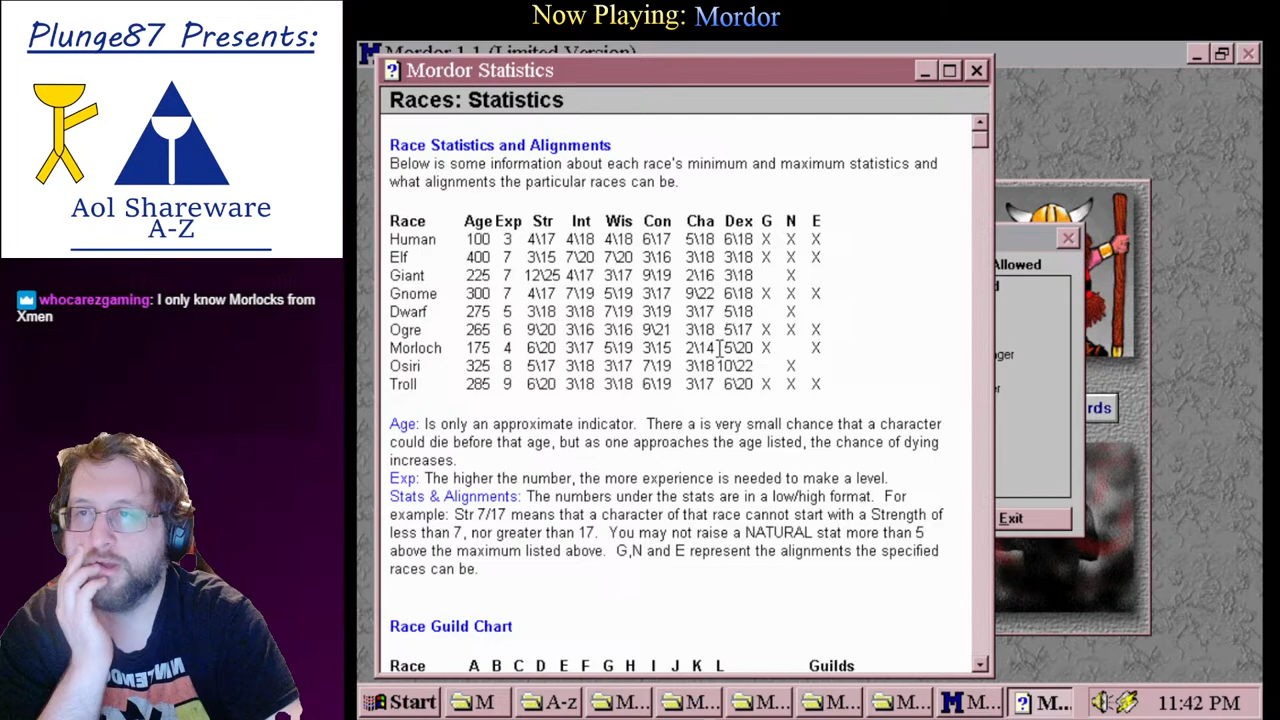 Now Playing: Mordor
Plunge87 Presents:
Aol Shareware
A-Z
whocarezgaming: I only know Morlocks from
Xmen
Mordor 1.1 (Limited Version)
Mordor Statistics
Races: Statistics
Race Statistics and Alignments
Below is some information about each race's minimum and maximum statistics and
what alignments the particular races can be.
Race Age Exp Str Int Wis Con Cha Dex G N E
Human 100 3 4\17 4\18 4\18 6\17 5\18 6\18 X X X
Elf 400 7 3\15 7\20 7\20 3\16 3\18 3\18 X X X
Giant 225 7 12\25 4\17 3\17 9\19 2\16 3\18 X
Gnome 300 7 4\17 7\19 5\19 3\17 9\22 6\18 X X X
Dwarf 275 5 3\18 3\18 7\19 3\19 3\17 5\18 X
Ogre 265 6 9\20 3\16 3\16 9\21 3\18 5\17 X X X
Morloch 175 4 6\20 3\17 5\19 3\15 2\14 5\20 X X
Osiri 325 8 5\17 3\18 3\17 7\19 3\18 10\22 X
Troll 285 9 6\20 3\18 3\18 6\19 3\17 6\20 X X X
Age: Is only an approximate indicator. There a is very small chance that a character
could die before that age, but as one approaches the age listed, the chance of dying
increases.
Exp: The higher the number, the more experience is needed to make a level.
Stats & Alignments: The numbers under the stats are in a low/high format. For
example: Str 7/17 means that a character of that race cannot start with a Strength of
less than 7, nor greater than 17. You may not raise a NATURAL stat more than 5
above the maximum listed above. G,N and E represent the alignments the specified
races can be.
Race Guild Chart
Race A B C D E F G H I J K L Guilds
Allowed
Exit
NINTENDO
Start M A-z M... M... M... M... M... M... M... 11:42 PM